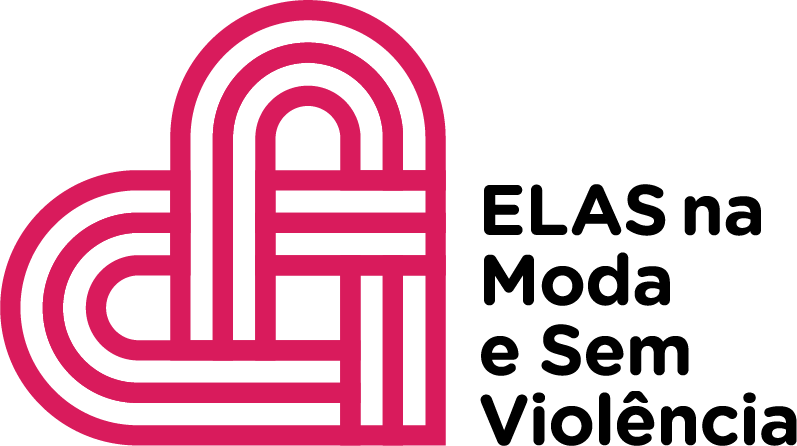 ELAS na
Moda
e Sem
Violência